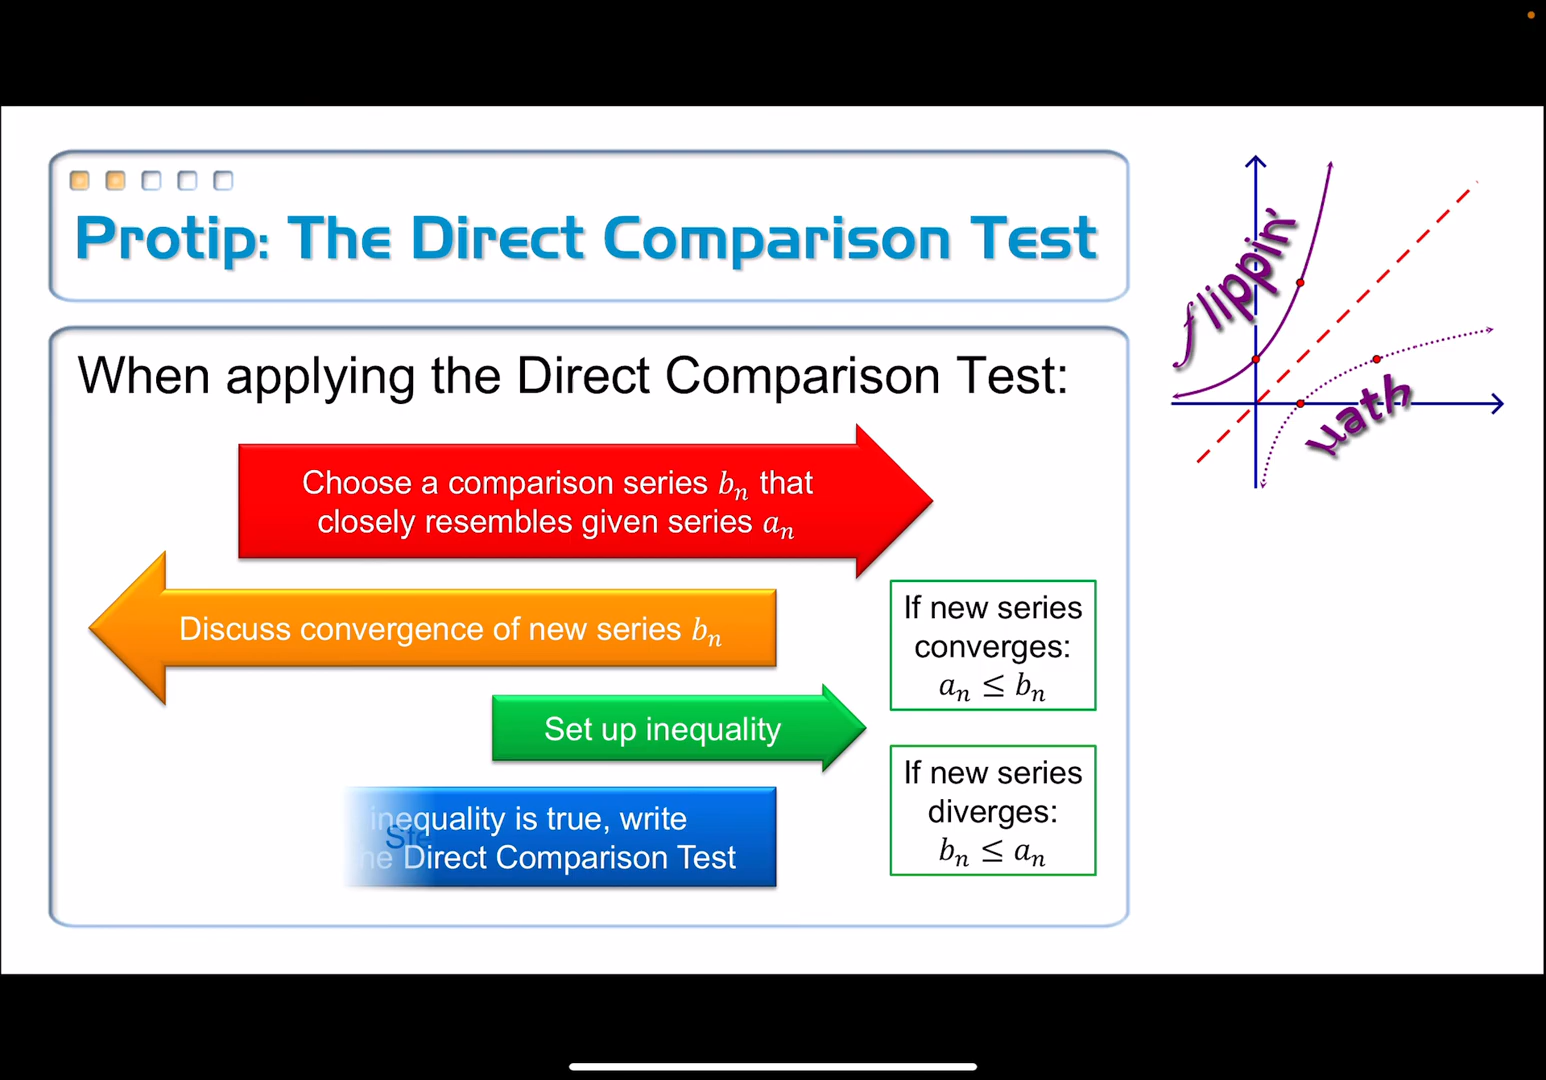 Protip: The Direct Comparison Test
When applying the Direct Comparison Test:
Choose a comparison series bₙ that
closely resembles given series aₙ
Discuss convergence of new series bₙ
Set up inequality
inequality is true, write
Direct Comparison Test
If new series
converges:
aₙ ≤ bₙ
If new series
diverges:
bₙ ≤ aₙ
flippin'
math